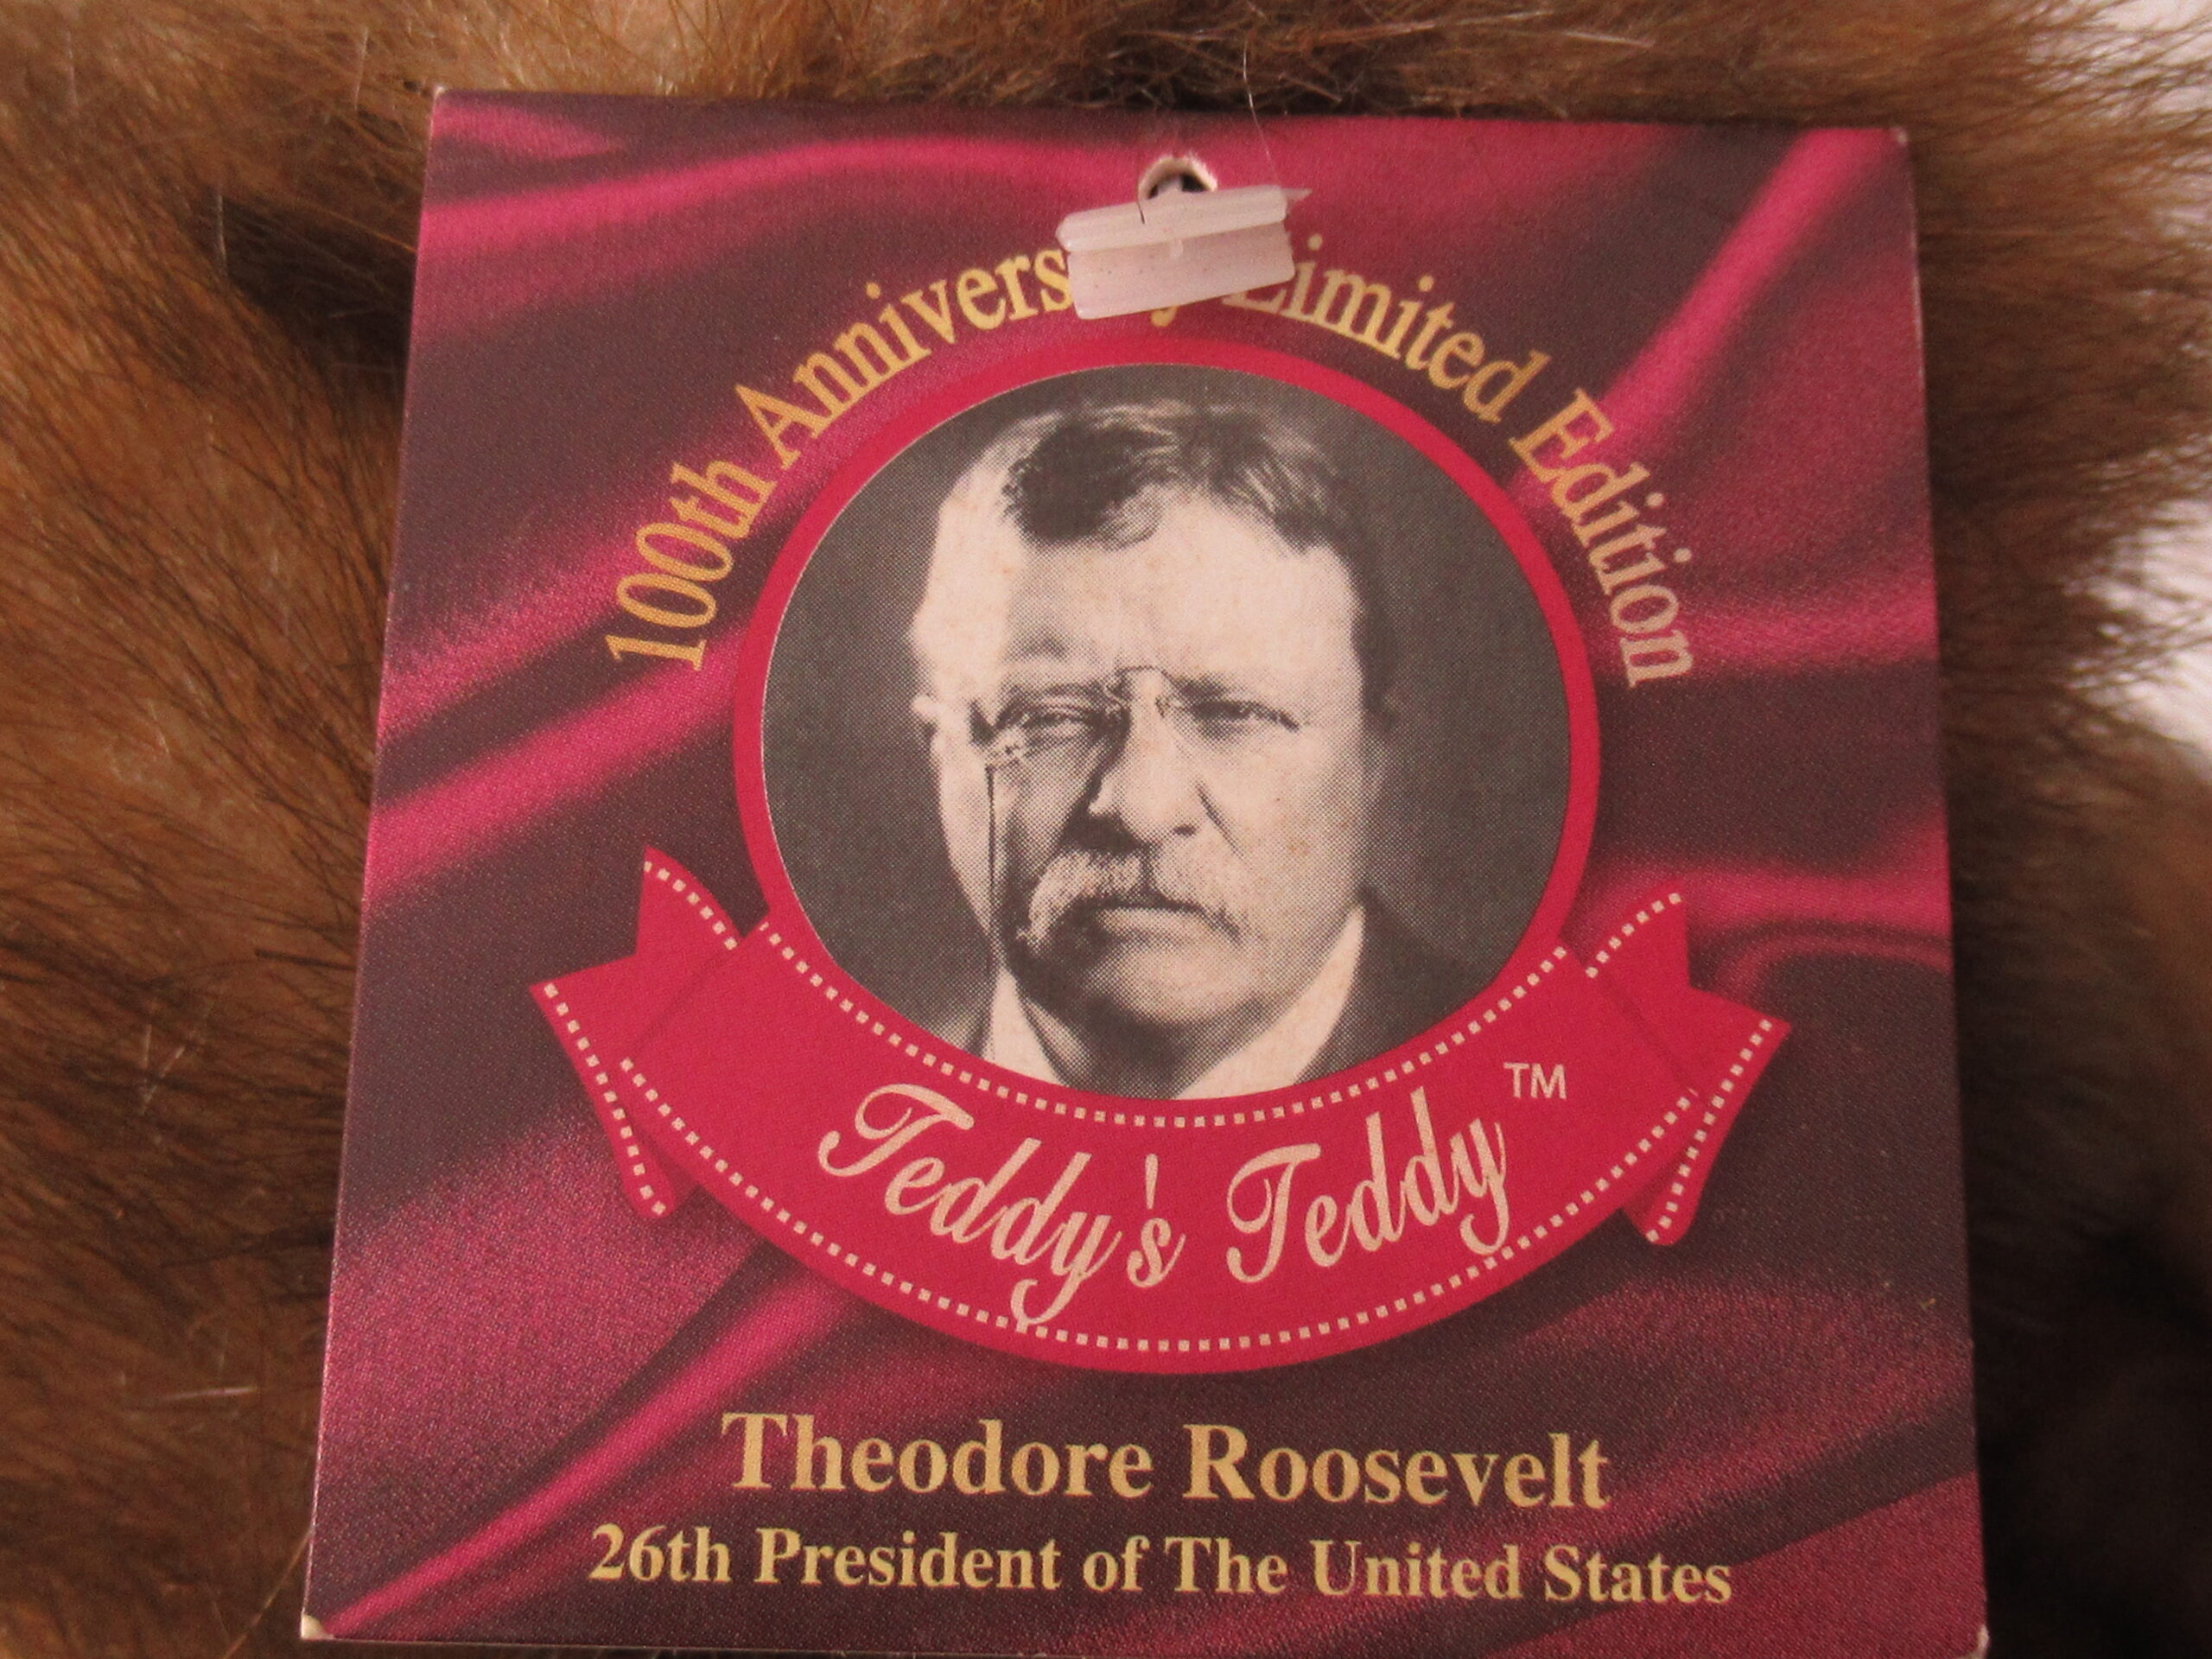 100th Anniversary Limited Edition
Teddy's Teddy™
Theodore Roosevelt
26th President of The United States